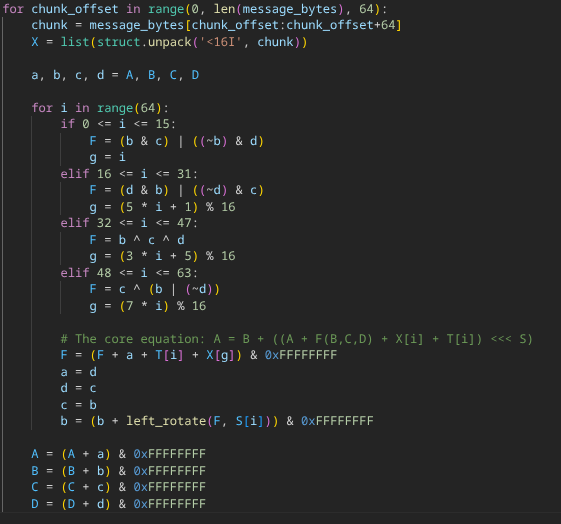 for chunk_offset in range(0, len(message_bytes), 64):
    chunk = message_bytes[chunk_offset:chunk_offset+64]
    X = list(struct.unpack('<16I', chunk))

    a, b, c, d = A, B, C, D

    for i in range(64):
        if 0 <= i <= 15:
            F = (b & c) | ((~b) & d)
            g = i
        elif 16 <= i <= 31:
            F = (d & b) | ((~d) & c)
            g = (5 * i + 1) % 16
        elif 32 <= i <= 47:
            F = b ^ c ^ d
            g = (3 * i + 5) % 16
        elif 48 <= i <= 63:
            F = c ^ (b | (~d))
            g = (7 * i) % 16

        # The core equation: A = B + ((A + F(B,C,D) + X[i] + T[i]) <<< S)
        F = (F + a + T[i] + X[g]) & 0xFFFFFFFF
        a = d
        d = c
        c = b
        b = (b + left_rotate(F, S[i])) & 0xFFFFFFFF

    A = (A + a) & 0xFFFFFFFF
    B = (B + b) & 0xFFFFFFFF
    C = (C + c) & 0xFFFFFFFF
    D = (D + d) & 0xFFFFFFFF